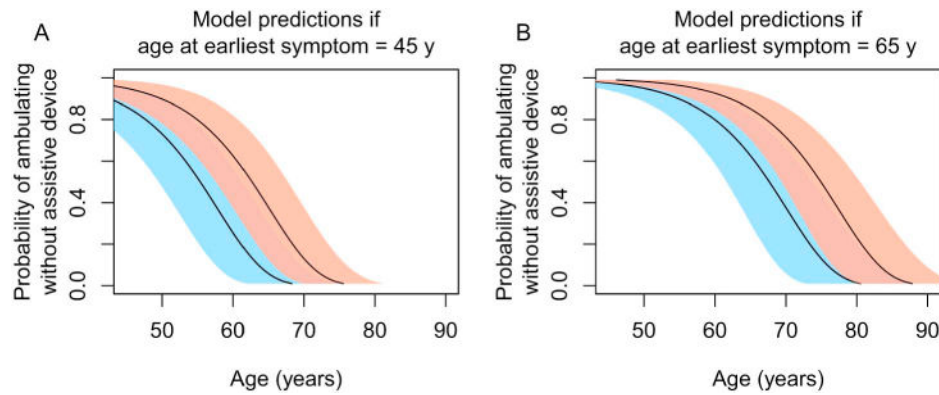 A
Model predictions if
age at earliest symptom = 45 y
Probability of ambulating
without assistive device
0.8
0.4
0.0
50 60 70 80 90
Age (years)
B
Model predictions if
age at earliest symptom = 65 y
Probability of ambulating
without assistive device
0.8
0.4
0.0
50 60 70 80 90
Age (years)